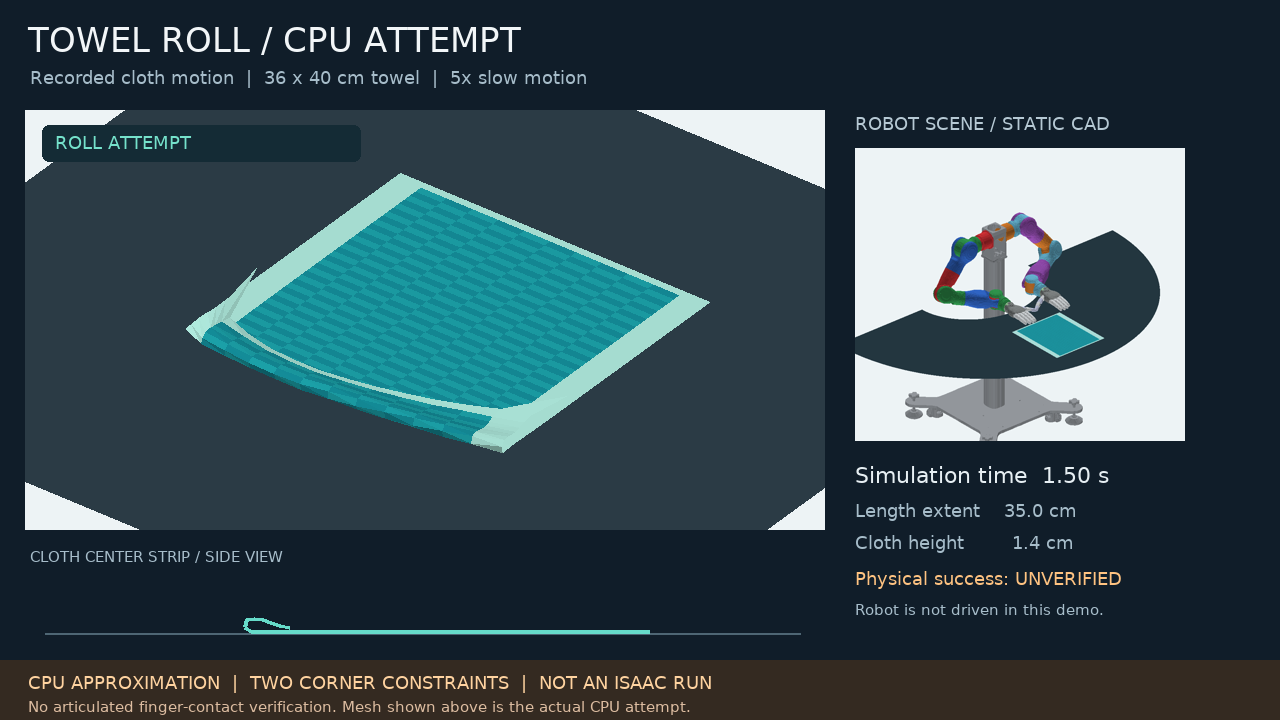 TOWEL ROLL / CPU ATTEMPT
Recorded cloth motion | 36 x 40 cm towel | 5x slow motion
ROLL ATTEMPT
ROBOT SCENE / STATIC CAD
Simulation time 1.50 s
Length extent 35.0 cm
Cloth height 1.4 cm
Physical success: UNVERIFIED
Robot is not driven in this demo.
CLOTH CENTER STRIP / SIDE VIEW
CPU APPROXIMATION | TWO CORNER CONSTRAINTS | NOT AN ISAAC RUN
No articulated finger-contact verification. Mesh shown above is the actual CPU attempt.